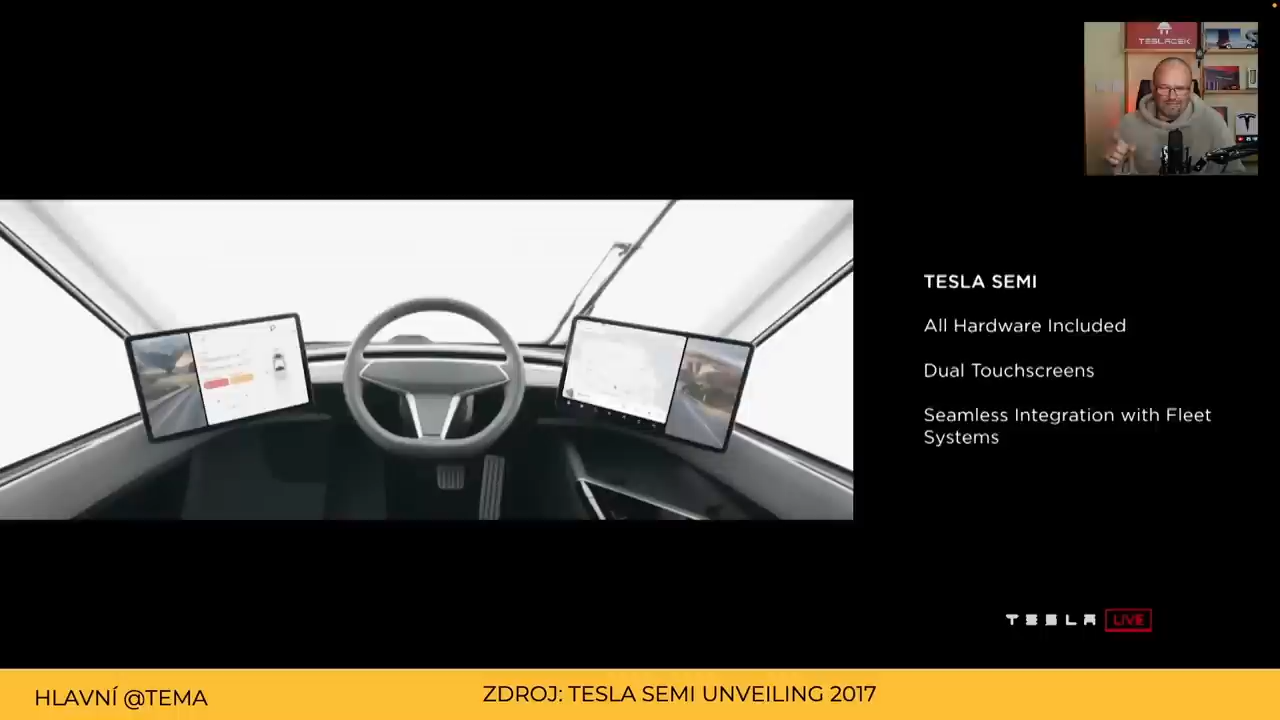 TESLACEK
TESLA SEMI
All Hardware Included
Dual Touchscreens
Seamless Integration with Fleet
Systems
TESLA LIVE
HLAVNÍ @TEMA
ZDROJ: TESLA SEMI UNVEILING 2017